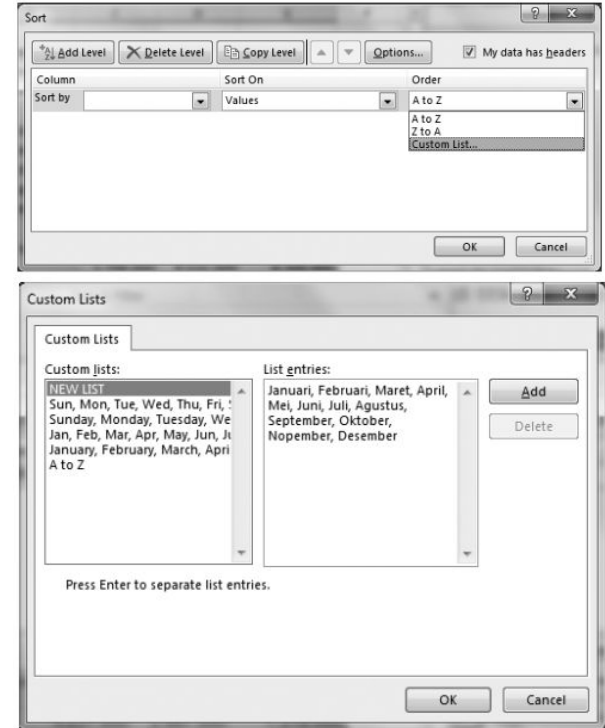 Sort
Add Level Delete Level Copy Level Options... My data has headers
Column Sort On Order
Sort by Values A to Z
A to Z
Z to A
Custom List...
OK Cancel
Custom Lists
Custom Lists
Custom lists:
NEW LIST
Sun, Mon, Tue, Wed, Thu, Fri,
Sunday, Monday, Tuesday, We
Jan, Feb, Mar, Apr, May, Jun, Ju
January, February, March, Apri
A to Z
List entries:
Januari, Februari, Maret, April,
Mei, Juni, Juli, Agustus,
September, Oktober,
Nopember, Desember
Add
Delete
Press Enter to separate list entries.
OK Cancel